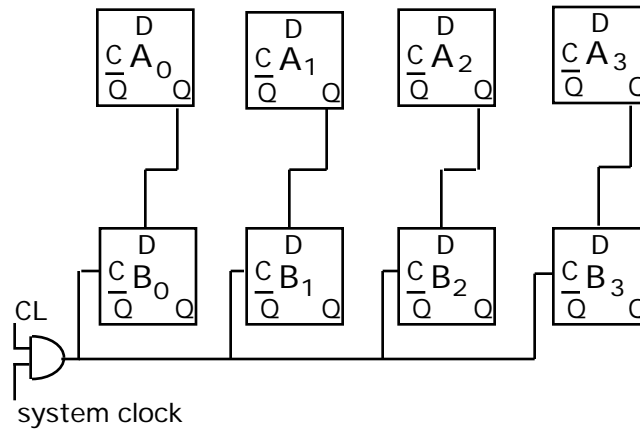 D D D D
C A0 C A1 C A2 C A3
Q Q Q Q Q Q Q Q
D D D D
C B0 C B1 C B2 C B3
Q Q Q Q Q Q Q Q
CL
system clock